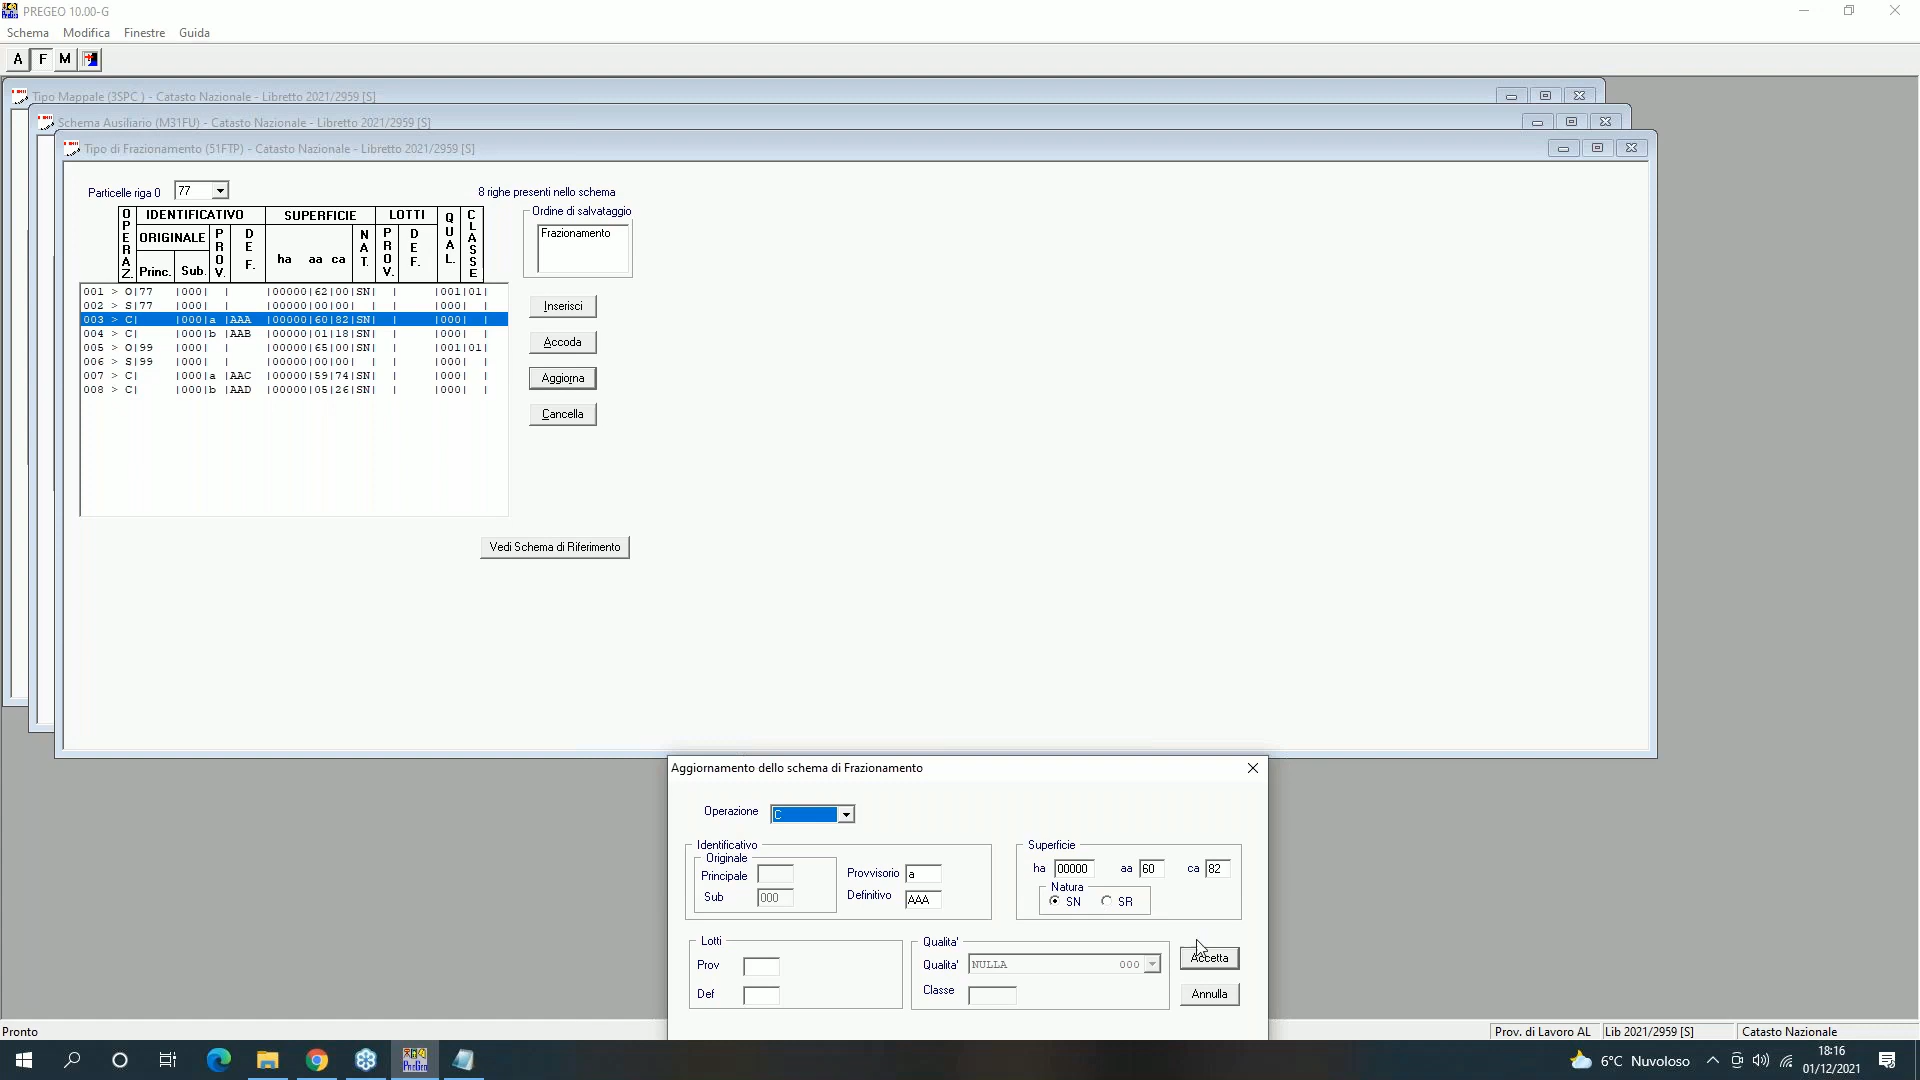 PREGEO 10.00-G
Schema Modifica Finestre Guida
A F M
Tipo Mappale (3SPC ) - Catasto Nazionale - Libretto 2021/2959 [S]
Schema Ausiliario (M31FU) - Catasto Nazionale - Libretto 2021/2959 [S]
Tipo di Frazionamento (51FTP) - Catasto Nazionale - Libretto 2021/2959 [S]
Particelle riga 0 77
8 righe presenti nello schema
OPERAZ. IDENTIFICATIVO SUPERFICIE LOTTI QUAL. CLASSE
ORIGINALE PROV. DEF. ha aa ca NAT. PROV. DEF.
Princ. Sub.
Ordine di salvataggio
Frazionamento
001 > O|77 |000| | |00000|62|00|SN| | |001|01|
002 > S|77 |000| | |00000|00|00| | | |000| |
003 > C| |000|a |AAA |00000|60|82|SN| | |000| |
004 > C| |000|b |AAB |00000|01|18|SN| | |000| |
005 > O|99 |000| | |00000|65|00|SN| | |001|01|
006 > S|99 |000| | |00000|00|00| | | |000| |
007 > C| |000|a |AAC |00000|59|74|SN| | |000| |
008 > C| |000|b |AAD |00000|05|26|SN| | |000| |
Inserisci
Accoda
Aggiorna
Cancella
Vedi Schema di Riferimento
Aggiornamento dello schema di Frazionamento
Operazione C
Identificativo
Originale
Principale
Sub 000
Provvisorio a
Definitivo AAA
Superficie
ha 00000 aa 60 ca 82
Natura
SN SR
Lotti
Prov
Def
Qualita'
Qualita' NULLA 000
Classe
Accetta
Annulla
Pronto
Prov. di Lavoro AL Lib 2021/2959 [S] Catasto Nazionale
PreGeo
6°C Nuvoloso
18:16
01/12/2021